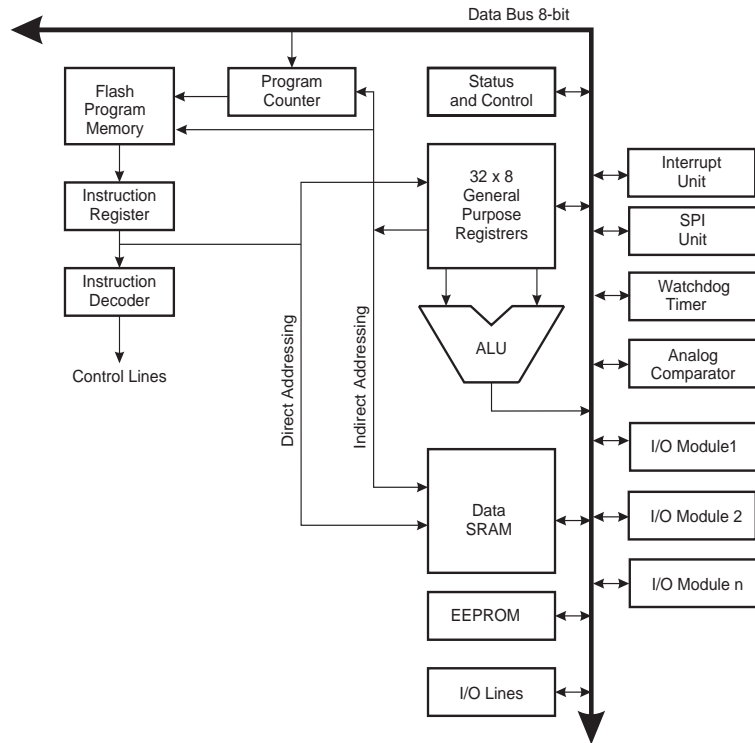 Data Bus 8-bit
Flash
Program
Memory
Program
Counter
Status
and Control
32 x 8
General
Purpose
Registrers
Interrupt
Unit
Instruction
Register
SPI
Unit
Instruction
Decoder
Watchdog
Timer
Direct Addressing
Indirect Addressing
ALU
Analog
Comparator
Control Lines
I/O Module1
Data
SRAM
I/O Module 2
I/O Module n
EEPROM
I/O Lines